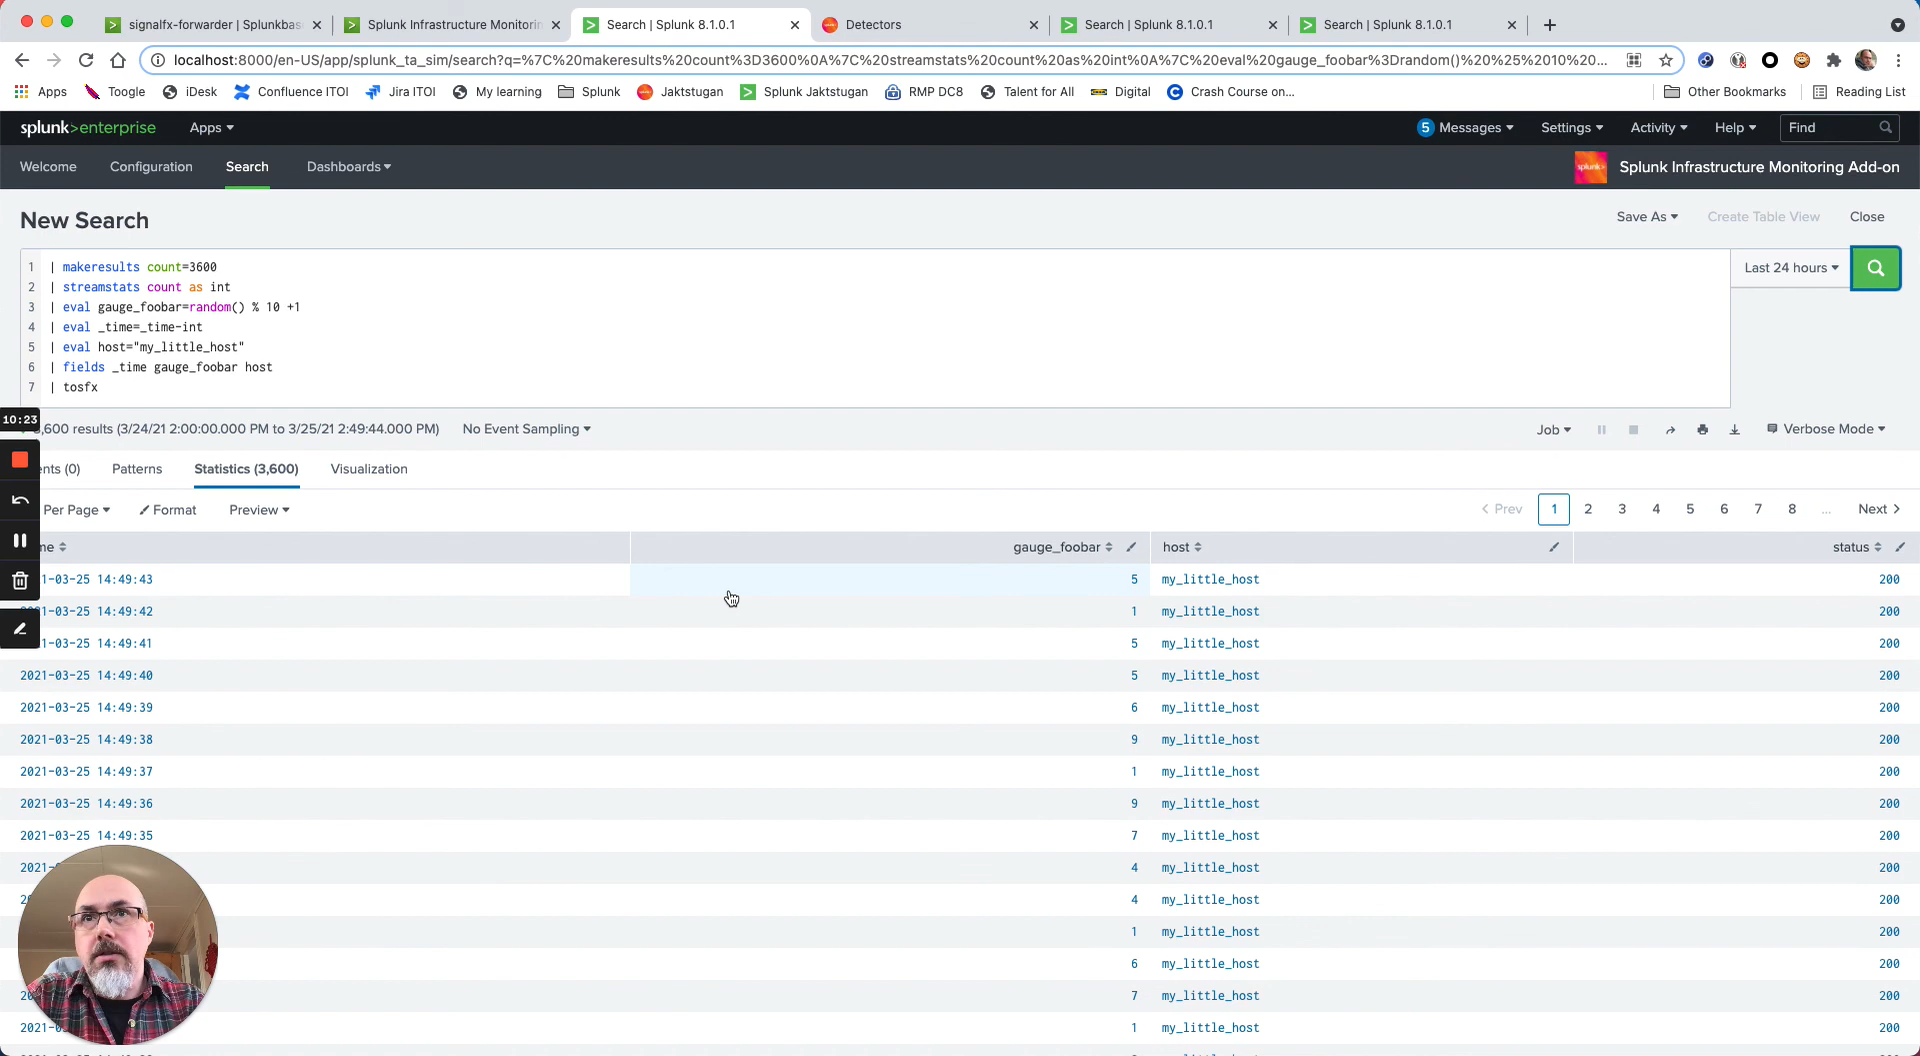 signalfx-forwarder | Splunkbas
Splunk Infrastructure Monitorin
Search | Splunk 8.1.0.1
Detectors
Search | Splunk 8.1.0.1
Search | Splunk 8.1.0.1
localhost:8000/en-US/app/splunk_ta_sim/search?q=%7C%20makeresults%20count%3D3600%0A%7C%20streamstats%20count%20as%20int%0A%7C%20eval%20gauge_foobar%3Drandom()%20%25%2010%20...
Apps
Toogle
iDesk
Confluence ITOI
Jira ITOI
My learning
Splunk
Jaktstugan
Splunk Jaktstugan
RMP DC8
Talent for All
Digital
Crash Course on...
Other Bookmarks
Reading List
splunk>enterprise
Apps
5
Messages
Settings
Activity
Help
Find
Welcome
Configuration
Search
Dashboards
splunk>
Splunk Infrastructure Monitoring Add-on
New Search
Save As
Create Table View
Close
1 | makeresults count=3600
2 | streamstats count as int
3 | eval gauge_foobar=random() % 10 +1
4 | eval _time=_time-int
5 | eval host="my_little_host"
6 | fields _time gauge_foobar host
7 | tosfx
Last 24 hours
10:23
,600 results (3/24/21 2:00:00.000 PM to 3/25/21 2:49:44.000 PM)
No Event Sampling
Job
Verbose Mode
nts (0)
Patterns
Statistics (3,600)
Visualization
Per Page
Format
Preview
< Prev
1
2
3
4
5
6
7
8
...
Next >
me
gauge_foobar
host
status
1-03-25 14:49:43 5 my_little_host 200
021-03-25 14:49:42 1 my_little_host 200
1-03-25 14:49:41 5 my_little_host 200
2021-03-25 14:49:40 5 my_little_host 200
2021-03-25 14:49:39 6 my_little_host 200
2021-03-25 14:49:38 9 my_little_host 200
2021-03-25 14:49:37 1 my_little_host 200
2021-03-25 14:49:36 9 my_little_host 200
2021-03-25 14:49:35 7 my_little_host 200
2021- 4 my_little_host 200
2 4 my_little_host 200
1 my_little_host 200
6 my_little_host 200
20 7 my_little_host 200
2021- 1 my_little_host 200